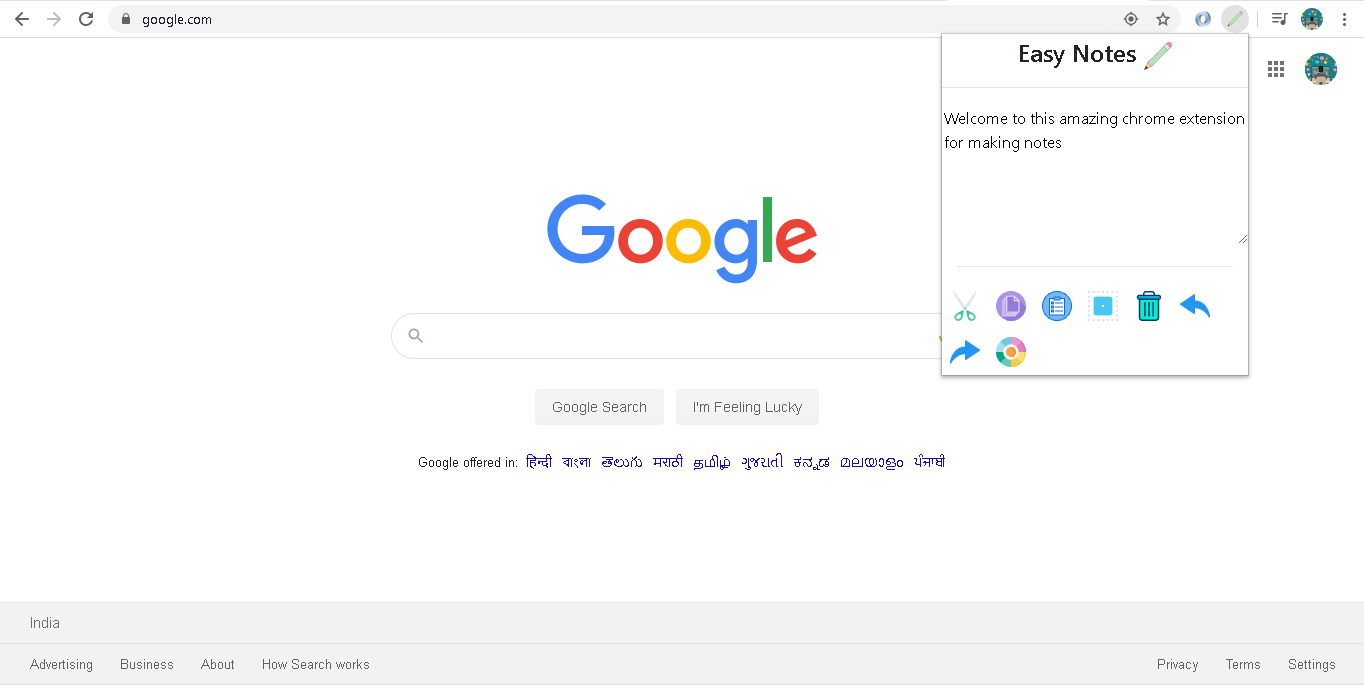 google.com
Easy Notes
Welcome to this amazing chrome extension
for making notes
Google
Google Search
I'm Feeling Lucky
Google offered in: हिन्दी বাংলা తెలుగు मराठी தமிழ் ગુજરાતી ಕನ್ನಡ മലയാളം ਪੰਜਾਬੀ
India
Advertising Business About How Search works Privacy Terms Settings